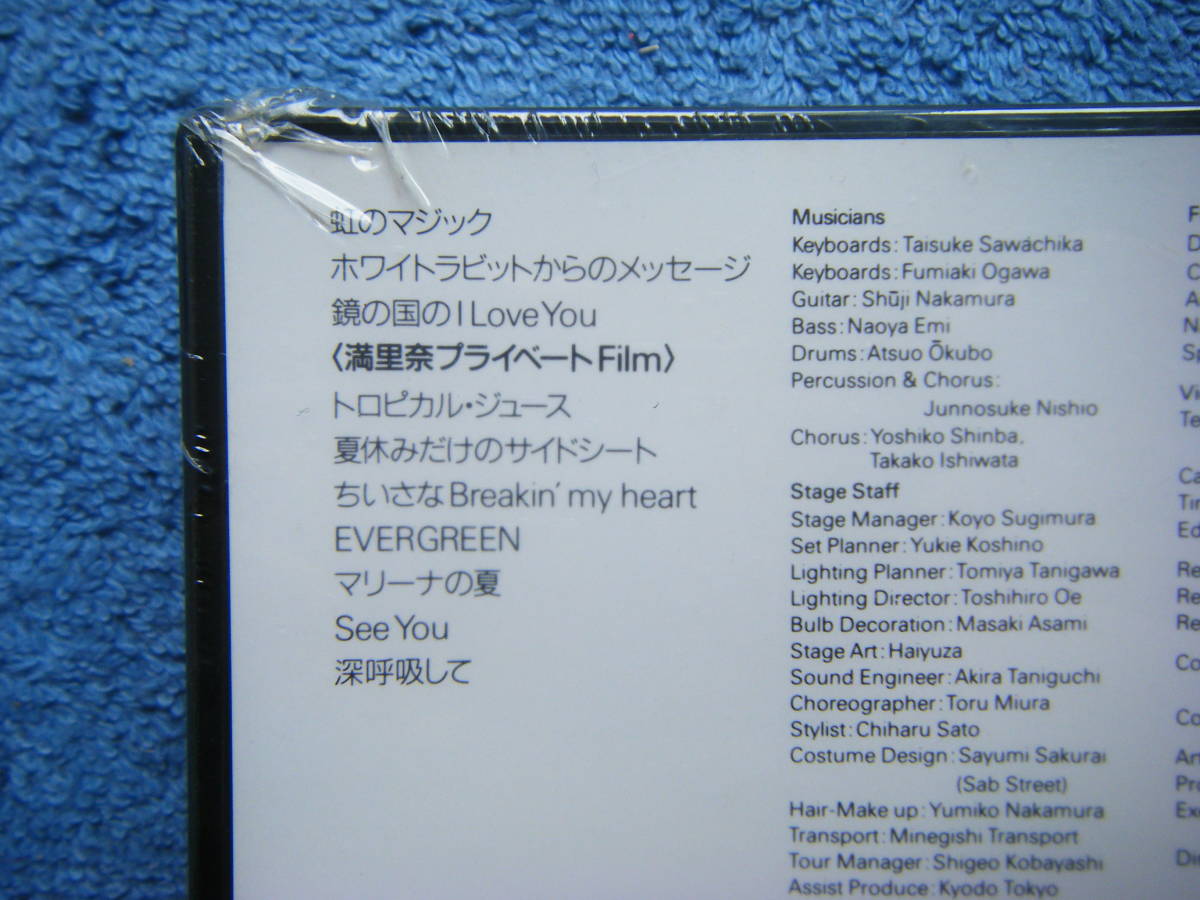 虹のマジック
ホワイトラビットからのメッセージ
鏡の国のI Love You
〈満里奈プライベートFilm〉
トロピカル・ジュース
夏休みだけのサイドシート
ちいさなBreakin' my heart
EVERGREEN
マリーナの夏
See You
深呼吸して
Musicians
Keyboards: Taisuke Sawachika
Keyboards: Fumiaki Ogawa
Guitar: Shūji Nakamura
Bass: Naoya Emi
Drums: Atsuo Ōkubo
Percussion & Chorus:
Junnosuke Nishio
Chorus: Yoshiko Shinba,
Takako Ishiwata
Stage Staff
Stage Manager: Koyo Sugimura
Set Planner: Yukie Koshino
Lighting Planner: Tomiya Tanigawa
Lighting Director: Toshihiro Oe
Bulb Decoration: Masaki Asami
Stage Art: Haiyuza
Sound Engineer: Akira Taniguchi
Choreographer: Toru Miura
Stylist: Chiharu Sato
Costume Design: Sayumi Sakurai
(Sab Street)
Hair-Make up: Yumiko Nakamura
Transport: Minegishi Transport
Tour Manager: Shigeo Kobayashi
Assist Produce: Kyodo Tokyo